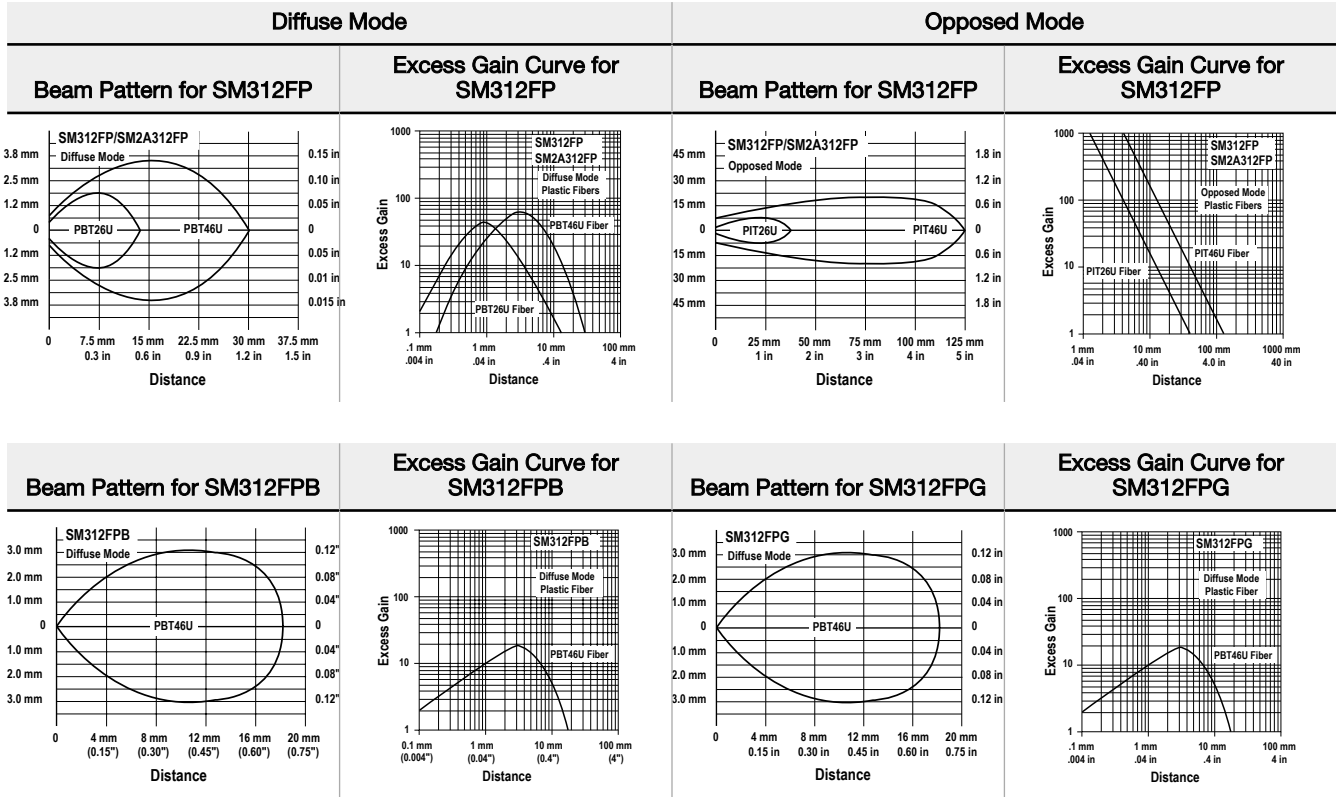 Diffuse Mode
Opposed Mode
Beam Pattern for SM312FP
Excess Gain Curve for
SM312FP
Beam Pattern for SM312FP
Excess Gain Curve for
SM312FP
SM312FP/SM2A312FP
Diffuse Mode
3.8 mm
2.5 mm
1.2 mm
0
1.2 mm
2.5 mm
3.8 mm
PBT26U
PBT46U
0.15 in
0.10 in
0.05 in
0
0.05 in
0.01 in
0.015 in
0 7.5 mm 15 mm 22.5 mm 30 mm 37.5 mm
0.3 in 0.6 in 0.9 in 1.2 in 1.5 in
Distance
1000
100
10
1
Excess Gain
SM312FP
SM2A312FP
Diffuse Mode
Plastic Fibers
PBT46U Fiber
PBT26U Fiber
.1 mm 1 mm 10 mm 100 mm
.004 in .04 in .4 in 4 in
Distance
SM312FP/SM2A312FP
Opposed Mode
45 mm
30 mm
15 mm
0
15 mm
30 mm
45 mm
PIT26U
PIT46U
1.8 in
1.2 in
0.6 in
0
0.6 in
1.2 in
1.8 in
0 25 mm 50 mm 75 mm 100 mm 125 mm
1 in 2 in 3 in 4 in 5 in
Distance
1000
100
10
1
Excess Gain
SM312FP
SM2A312FP
Opposed Mode
Plastic Fibers
PIT46U Fiber
PIT26U Fiber
1 mm 10 mm 100 mm 1000 mm
.04 in .40 in 4.0 in 40 in
Distance
Beam Pattern for SM312FPB
Excess Gain Curve for
SM312FPB
Beam Pattern for SM312FPG
Excess Gain Curve for
SM312FPG
SM312FPB
Diffuse Mode
3.0 mm
2.0 mm
1.0 mm
0
1.0 mm
2.0 mm
3.0 mm
PBT46U
0.12"
0.08"
0.04"
0
0.04"
0.08"
0.12"
0 4 mm 8 mm 12 mm 16 mm 20 mm
(0.15") (0.30") (0.45") (0.60") (0.75")
Distance
1000
100
10
1
Excess Gain
SM312FPB
Diffuse Mode
Plastic Fiber
PBT46U Fiber
0.1 mm 1 mm 10 mm 100 mm
(0.004") (0.04") (0.4") (4")
Distance
SM312FPG
Diffuse Mode
3.0 mm
2.0 mm
1.0 mm
0
1.0 mm
2.0 mm
3.0 mm
PBT46U
0.12 in
0.08 in
0.04 in
0
0.04 in
0.08 in
0.12 in
0 4 mm 8 mm 12 mm 16 mm 20 mm
0.15 in 0.30 in 0.45 in 0.60 in 0.75 in
Distance
1000
100
10
1
Excess Gain
SM312FPG
Diffuse Mode
Plastic Fiber
PBT46U Fiber
.1 mm 1 mm 10 mm 100 mm
.004 in .04 in .4 in 4 in
Distance